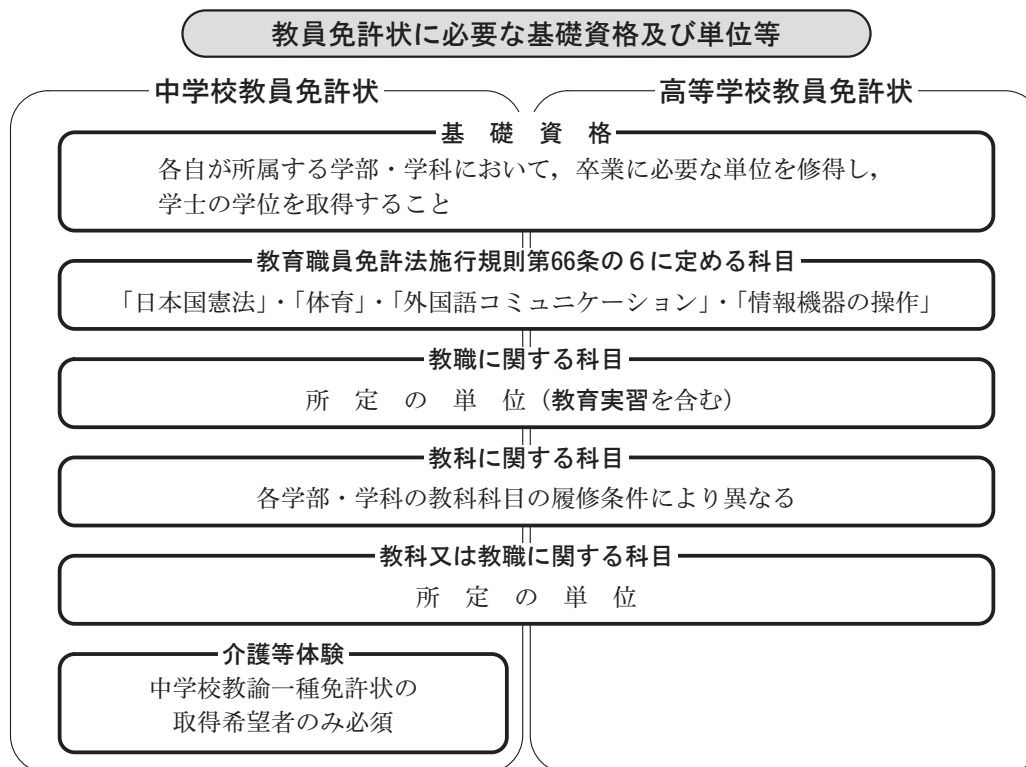 教員免許状に必要な基礎資格及び単位等
中学校教員免許状
高等学校教員免許状
基 礎 資 格
各自が所属する学部・学科において，卒業に必要な単位を修得し，
学士の学位を取得すること
教育職員免許法施行規則第66条の６に定める科目
「日本国憲法」・「体育」・「外国語コミュニケーション」・「情報機器の操作」
教職に関する科目
所 定 の 単 位（教育実習を含む）
教科に関する科目
各学部・学科の教科科目の履修条件により異なる
教科又は教職に関する科目
所 定 の 単 位
介護等体験
中学校教諭一種免許状の
取得希望者のみ必須